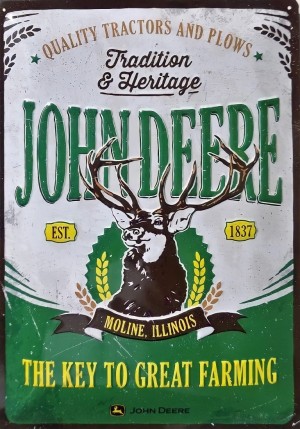 QUALITY TRACTORS AND PLOWS
Tradition
& Heritage
JOHN DEERE
EST. 1837
MOLINE, ILLINOIS
THE KEY TO GREAT FARMING
JOHN DEERE